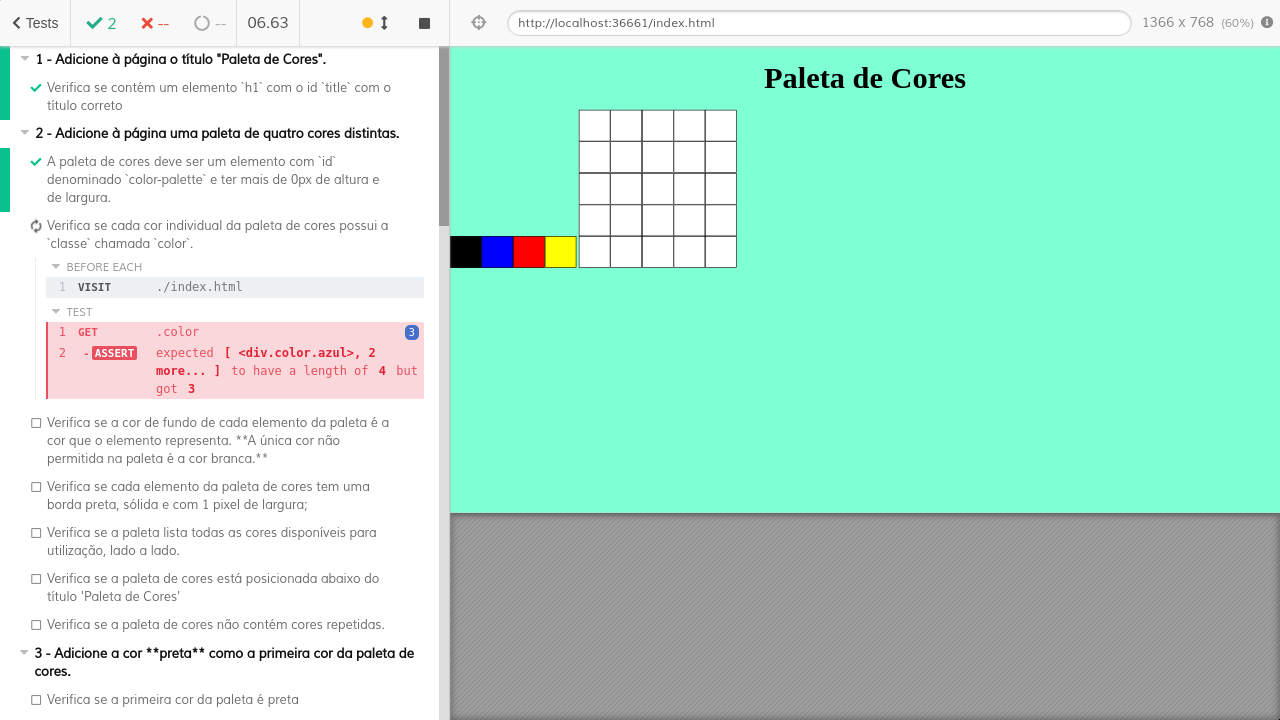 Tests
2
--
--
06.63
http://localhost:36661/index.html
1366 x 768 (60%)
1 - Adicione à página o título "Paleta de Cores".
Verifica se contém um elemento `h1` com o id `title` com o
título correto
2 - Adicione à página uma paleta de quatro cores distintas.
A paleta de cores deve ser um elemento com `id`
denominado `color-palette` e ter mais de 0px de altura e
de largura.
Verifica se cada cor individual da paleta de cores possui a
`classe` chamada `color`.
BEFORE EACH
1 VISIT ./index.html
TEST
1 GET .color 3
2 -ASSERT expected [ <div.color.azul>, 2
more... ] to have a length of 4 but
got 3
Verifica se a cor de fundo de cada elemento da paleta é a
cor que o elemento representa. **A única cor não
permitida na paleta é a cor branca.**
Verifica se cada elemento da paleta de cores tem uma
borda preta, sólida e com 1 pixel de largura;
Verifica se a paleta lista todas as cores disponíveis para
utilização, lado a lado.
Verifica se a paleta de cores está posicionada abaixo do
título 'Paleta de Cores'
Verifica se a paleta de cores não contém cores repetidas.
3 - Adicione a cor **preta** como a primeira cor da paleta de
cores.
Verifica se a primeira cor da paleta é preta
Paleta de Cores